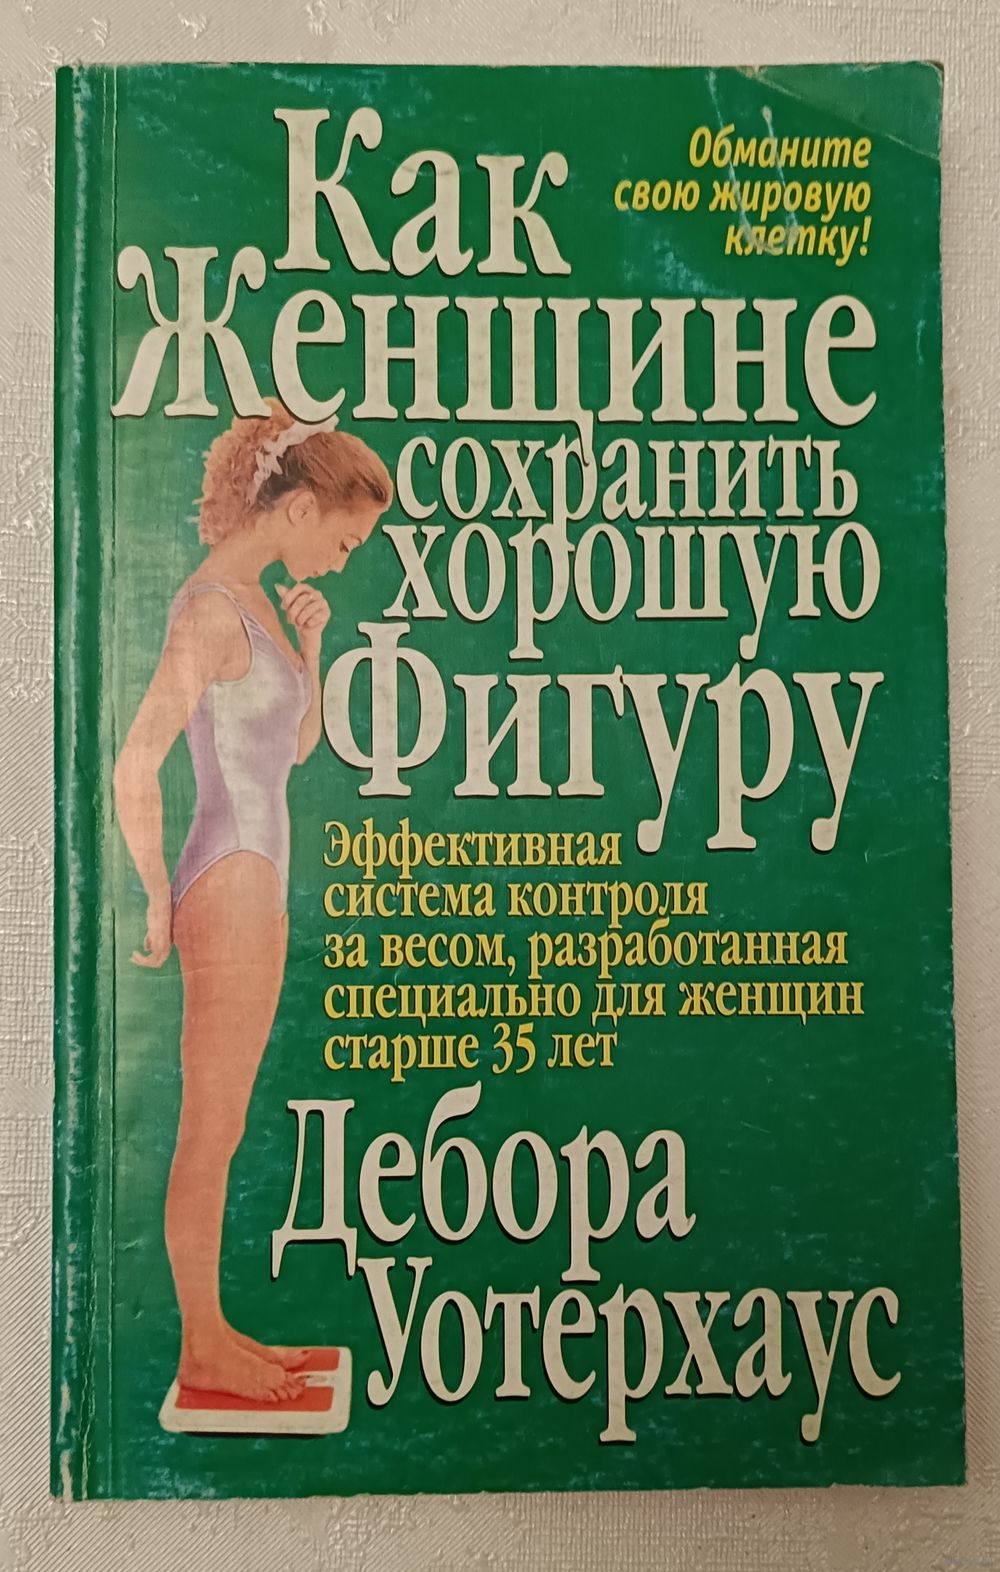 Обманите
свою жировую
клетку!
Как
Женщине
сохранить
хорошую
Фигуру
Эффективная
система контроля
за весом, разработанная
специально для женщин
старше 35 лет
Дебора
Уотерхаус